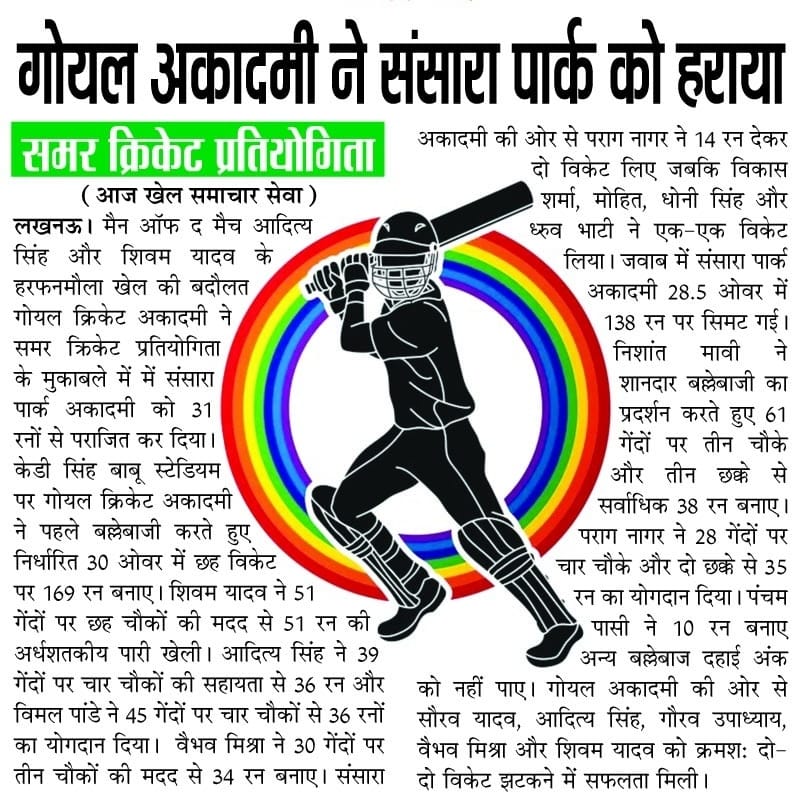 गोयल अकादमी ने संसारा पार्क को हराया
समर क्रिकेट प्रतियोगिता
( आज खेल समाचार सेवा )
लखनऊ। मैन ऑफ द मैच आदित्य
सिंह और शिवम यादव के
हरफनमौला खेल की बदौलत
गोयल क्रिकेट अकादमी ने
समर क्रिकेट प्रतियोगिता
के मुकाबले में में संसारा
पार्क अकादमी को 31
रनों से पराजित कर दिया।
केडी सिंह बाबू स्टेडियम
पर गोयल क्रिकेट अकादमी
ने पहले बल्लेबाजी करते हुए
निर्धारित 30 ओवर में छह विकेट
पर 169 रन बनाए। शिवम यादव ने 51
गेंदों पर छह चौकों की मदद से 51 रन की
अर्धशतकीय पारी खेली। आदित्य सिंह ने 39
गेंदों पर चार चौकों की सहायता से 36 रन और
विमल पांडे ने 45 गेंदों पर चार चौकों से 36 रनों
का योगदान दिया। वैभव मिश्रा ने 30 गेंदों पर
तीन चौकों की मदद से 34 रन बनाए। संसारा
अकादमी की ओर से पराग नागर ने 14 रन देकर
दो विकेट लिए जबकि विकास
शर्मा, मोहित, धोनी सिंह और
ध्रुव भाटी ने एक-एक विकेट
लिया। जवाब में संसारा पार्क
अकादमी 28.5 ओवर में
138 रन पर सिमट गई।
निशांत मावी ने
शानदार बल्लेबाजी का
प्रदर्शन करते हुए 61
गेंदों पर तीन चौके
और तीन छक्के से
सर्वाधिक 38 रन बनाए।
पराग नागर ने 28 गेंदों पर
चार चौके और दो छक्के से 35
रन का योगदान दिया। पंचम
पासी ने 10 रन बनाए
अन्य बल्लेबाज दहाई अंक
को नहीं पाए। गोयल अकादमी की ओर से
सौरव यादव, आदित्य सिंह, गौरव उपाध्याय,
वैभव मिश्रा और शिवम यादव को क्रमश: दो-
दो विकेट झटकने में सफलता मिली।